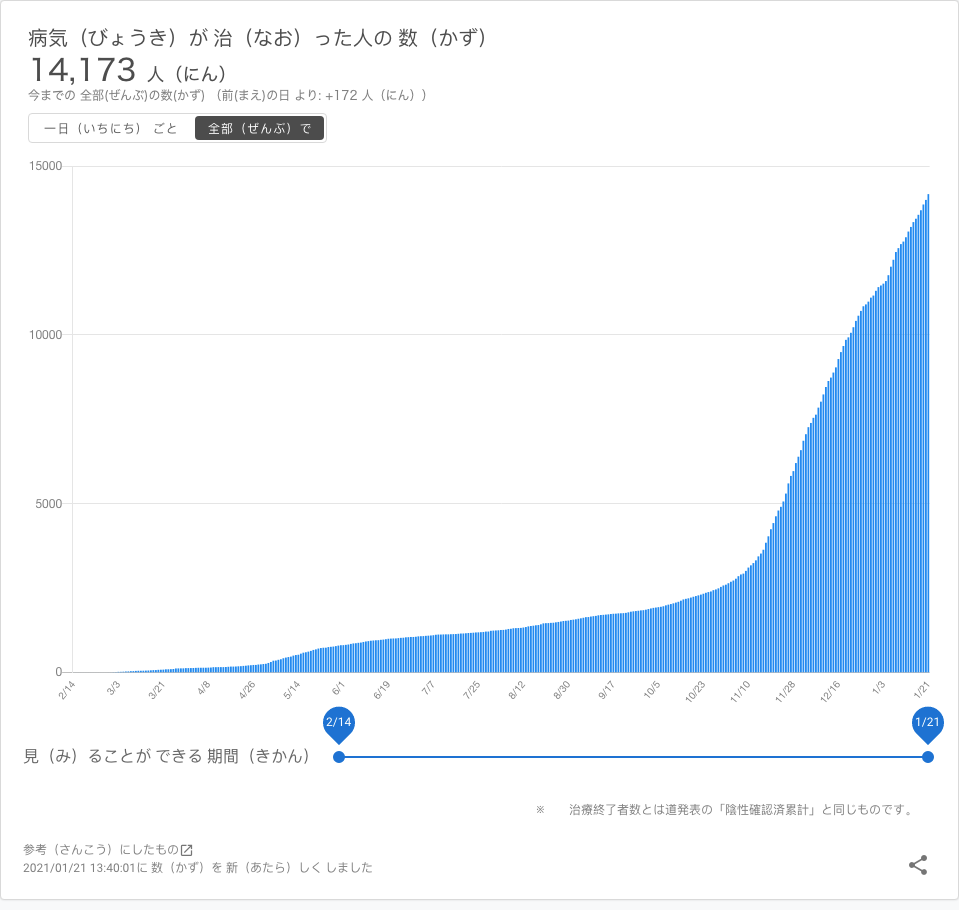 病気（びょうき）が 治（なお）った人の 数（かず）
14,173 人（にん）
今までの 全部(ぜんぶ)の数(かず) （前(まえ)の日 より: +172 人（にん））
一日（いちにち） ごと 全部（ぜんぶ）で
15000
10000
5000
0
2/14 3/3 3/21 4/8 4/26 5/14 6/1 6/19 7/7 7/25 8/12 8/30 9/17 10/5 10/23 11/10 11/28 12/16 1/3 1/21
2/14 1/21
見（み）ることが できる 期間（きかん）
※ 治療終了者数とは道発表の「陰性確認済累計」と同じものです。
参考（さんこう）にしたもの
2021/01/21 13:40:01に 数（かず）を 新（あたら）しく しました